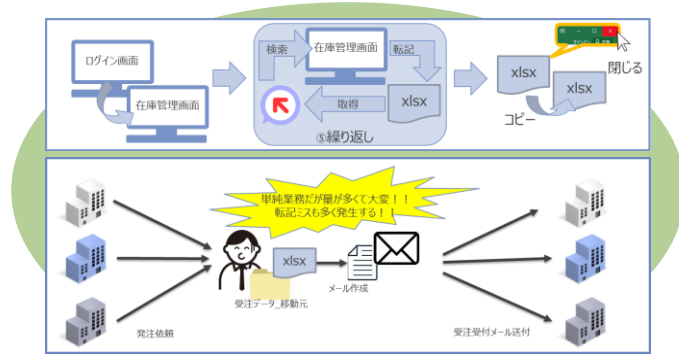 ログイン画面
在庫管理画面
検索
在庫管理画面
転記
取得
xlsx
⑤繰り返し
xlsx
xlsx
閉じる
コピー
単純業務だが量が多くて大変！！
転記ミスも多く発生する！！
xlsx
メール作成
受注データ_移動元
発注依頼
受注受付メール送付